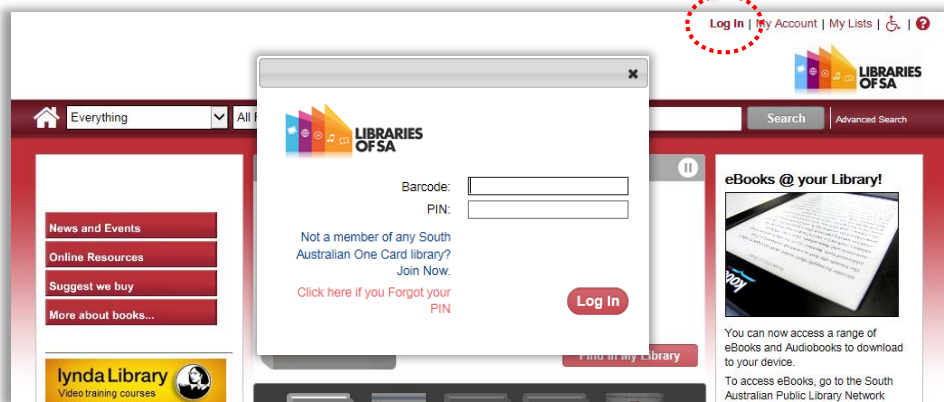 Log In | My Account | My Lists | | ?
LIBRARIES
OF SA
Everything
All
Search
Advanced Search
LIBRARIES
OF SA
Barcode:
PIN:
Not a member of any South
Australian One Card library?
Join Now.
Click here if you Forgot your
PIN
Log In
News and Events
Online Resources
Suggest we buy
More about books...
lynda Library
Video training courses
Find In My Library
eBooks @ your Library!
kobo
You can now access a range of
eBooks and Audiobooks to download
to your device.
To access eBooks, go to the South
Australian Public Library Network